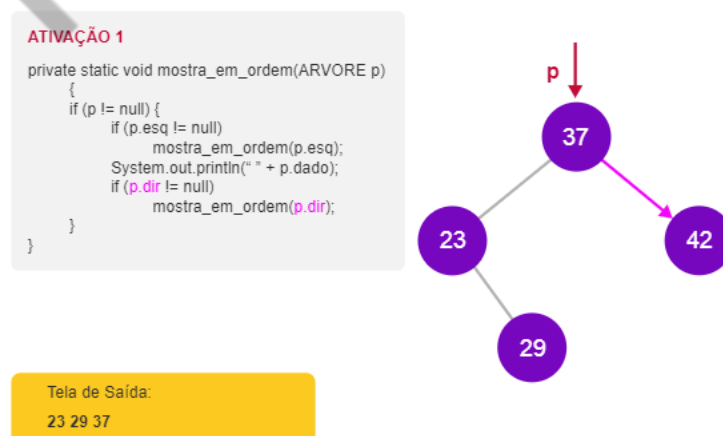 ATIVAÇÃO 1
private static void mostra_em_ordem(ARVORE p)
{
if (p != null) {
if (p.esq != null)
mostra_em_ordem(p.esq);
System.out.println(“ ” + p.dado);
if (p.dir != null)
mostra_em_ordem(p.dir);
}
}
p
37
23
42
29
Tela de Saída:
23 29 37